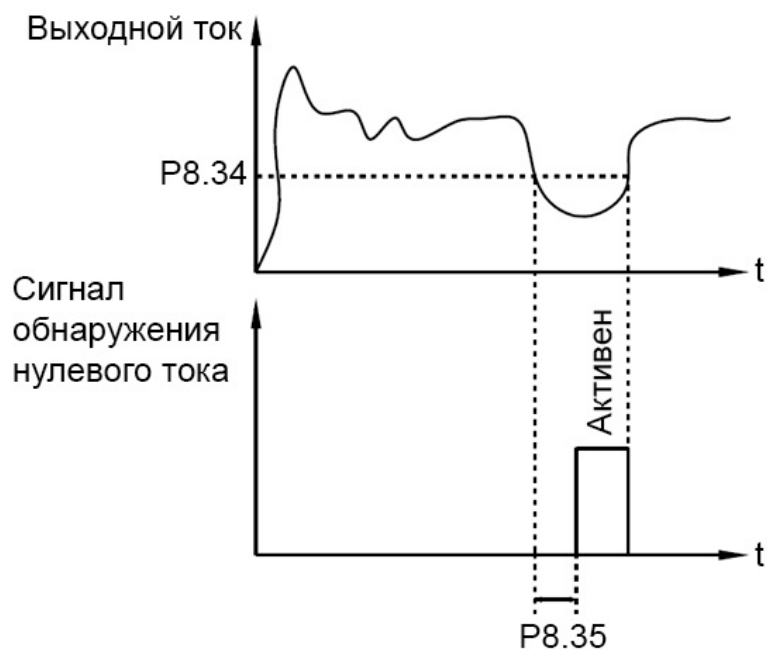 Выходной ток
P8.34
t
Сигнал
обнаружения
нулевого тока
Активен
t
P8.35